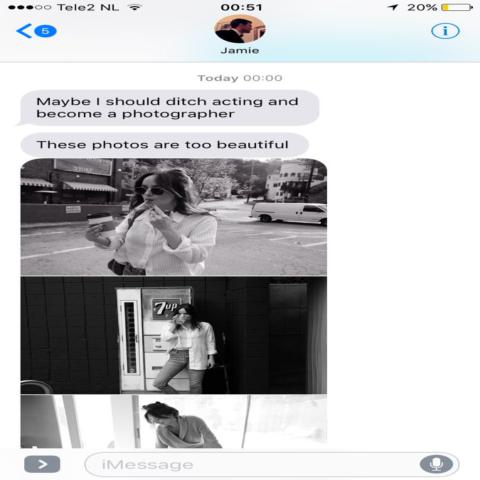 Tele2 NL 00:51 20%
5
Jamie
Today 00:00
Maybe I should ditch acting and
become a photographer
These photos are too beautiful
7up
iMessage